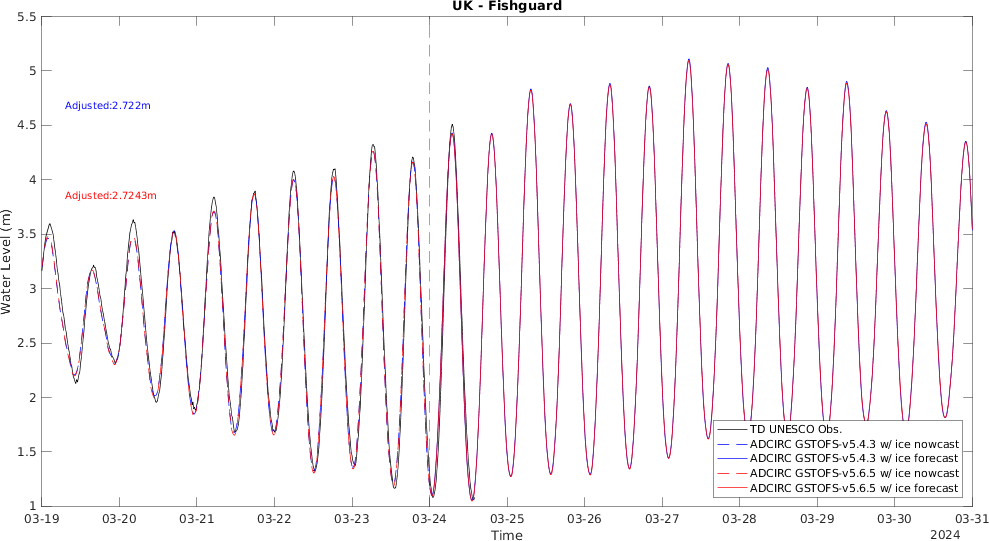 UK - Fishguard
5.5
5
4.5
4
3.5
3
2.5
2
1.5
1
Water Level (m)
Adjusted:2.722m
Adjusted:2.7243m
TD UNESCO Obs.
ADCIRC GSTOFS-v5.4.3 w/ ice nowcast
ADCIRC GSTOFS-v5.4.3 w/ ice forecast
ADCIRC GSTOFS-v5.6.5 w/ ice nowcast
ADCIRC GSTOFS-v5.6.5 w/ ice forecast
03-19 03-20 03-21 03-22 03-23 03-24 03-25 03-26 03-27 03-28 03-29 03-30 03-31
Time
2024